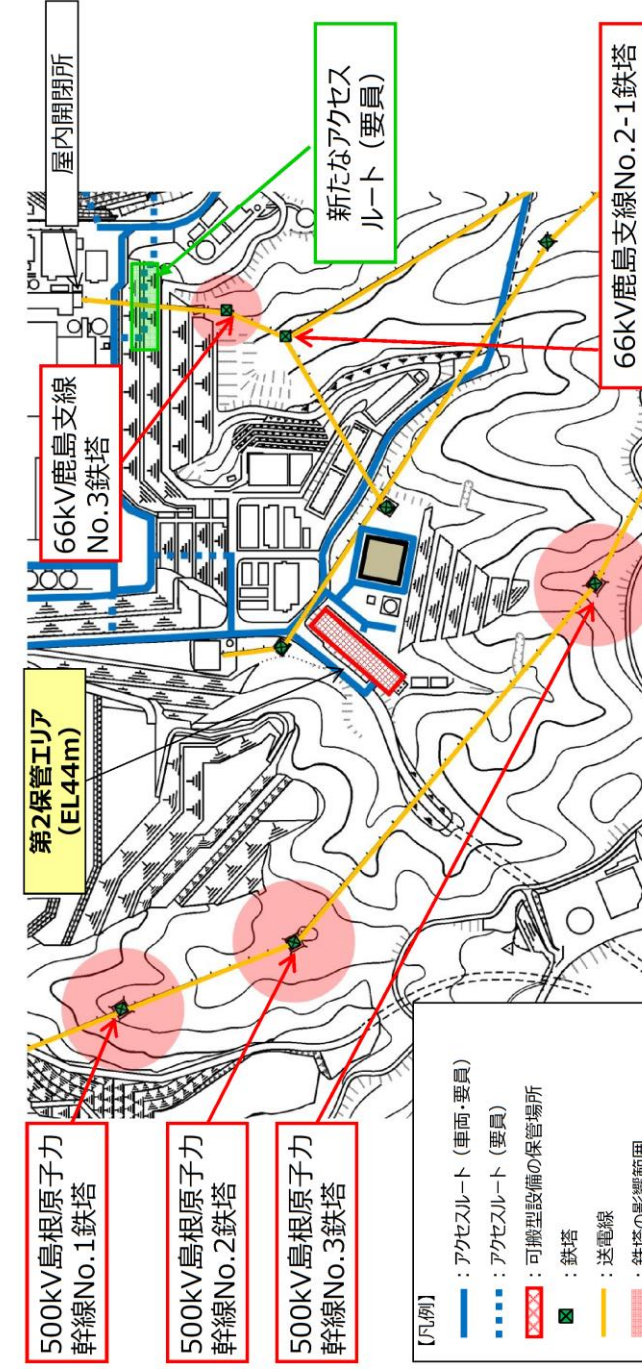 屋内開閉所
新たなアクセス
ルート（要員）
66kV鹿島支線No.2-1鉄塔
66kV鹿島支線
No.3鉄塔
第2保管エリア
（EL44m）
500kV島根原子力
幹線No.1鉄塔
500kV島根原子力
幹線No.2鉄塔
500kV島根原子力
幹線No.3鉄塔
【凡例】
：アクセスルート（車両・要員）
：アクセスルート（要員）
：可搬型設備の保管場所
：鉄塔
：送電線
：鉄塔の影響範囲